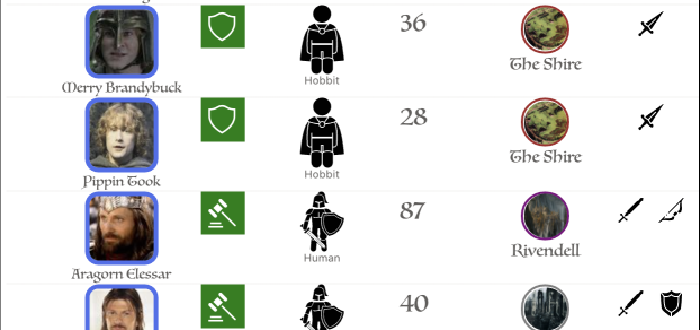 36
The Shire
Merry Brandybuck
Hobbit
28
The Shire
Pippin Took
Hobbit
87
Rivendell
Aragorn Elessar
Human
40